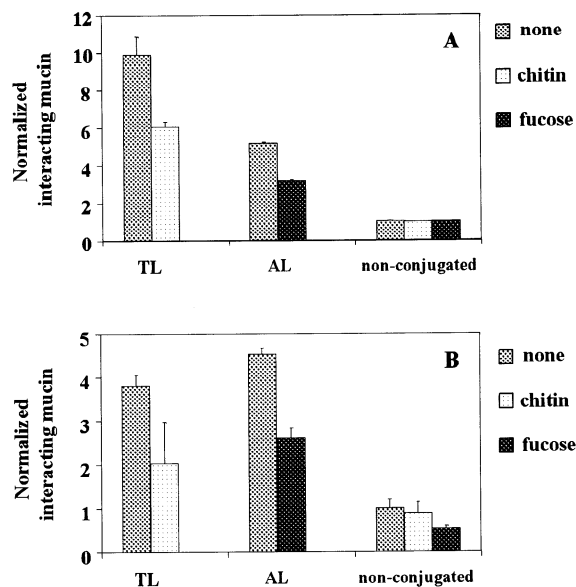 Normalized
interacting mucin
12
10
8
6
4
2
0
A
none
chitin
fucose
TL
AL
non-conjugated
Normalized
interacting mucin
5
4
3
2
1
0
B
none
chitin
fucose
TL
AL
non-conjugated